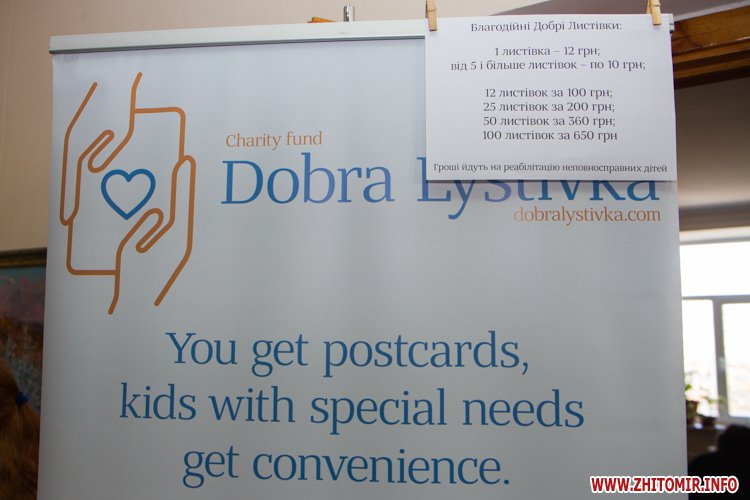 Благодійні Добрі Листівки:
1 листівка – 12 грн;
від 5 і більше листівок – по 10 грн;
12 листівок за 100 грн;
25 листівок за 200 грн;
50 листівок за 360 грн;
100 листівок за 650 грн
Гроші йдуть на реабілітацію неповносправних дітей
Charity fund
Dobra Lystivka
dobralystivka.com
You get postcards,
kids with special needs
get convenience.
WWW.ZHITOMIR.INFO